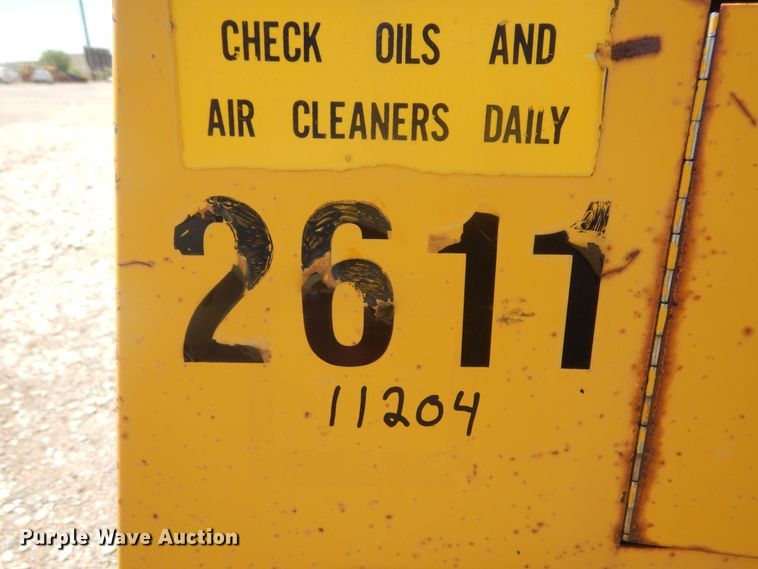 CHECK OILS AND
AIR CLEANERS DAILY
2611
11204
Purple Wave Auction